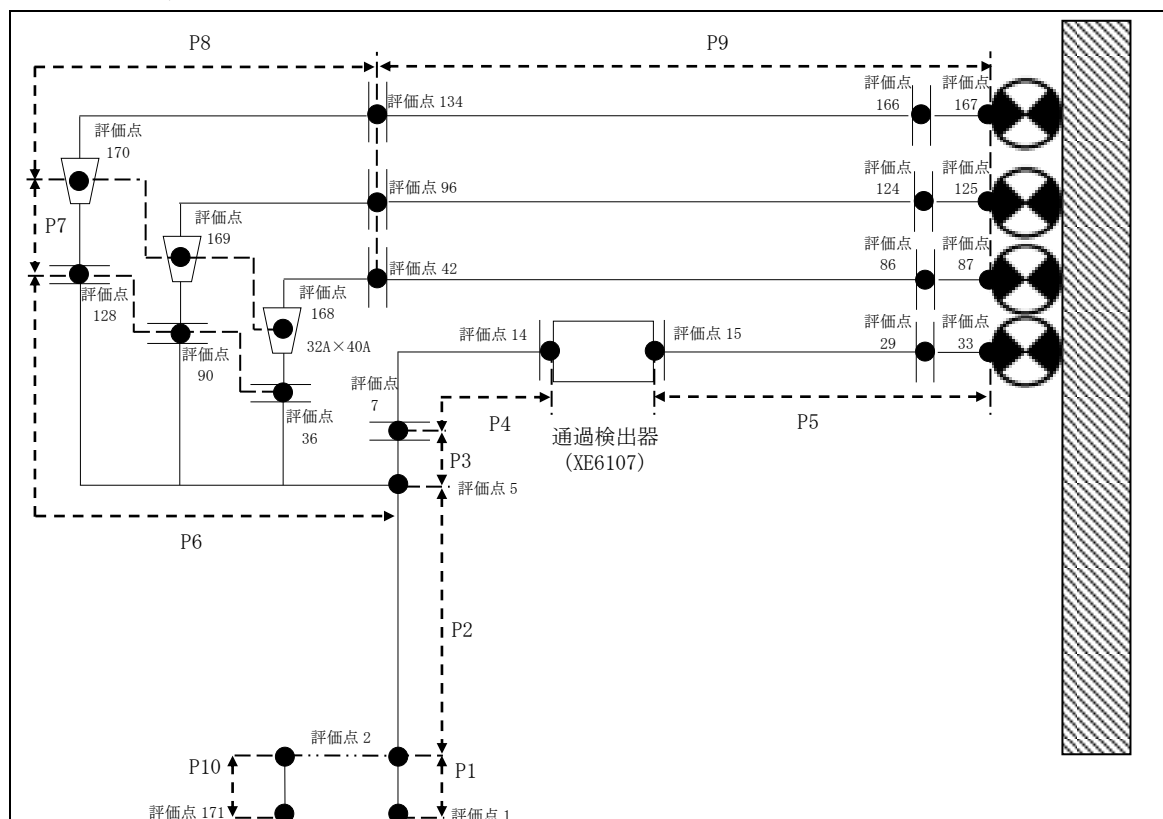 P8
P9
評価点 134
評価点
166
評価点
167
評価点
170
評価点 96
評価点
124
評価点
125
P7
評価点
169
評価点 42
評価点
86
評価点
87
評価点
128
評価点
168
32A×40A
評価点
90
評価点
36
評価点 14
評価点 15
評価点
29
評価点
33
評価点
7
P4
P5
通過検出器
(XE6107)
P3
評価点 5
P6
P2
評価点 2
P10
P1
評価点 171
評価点 1